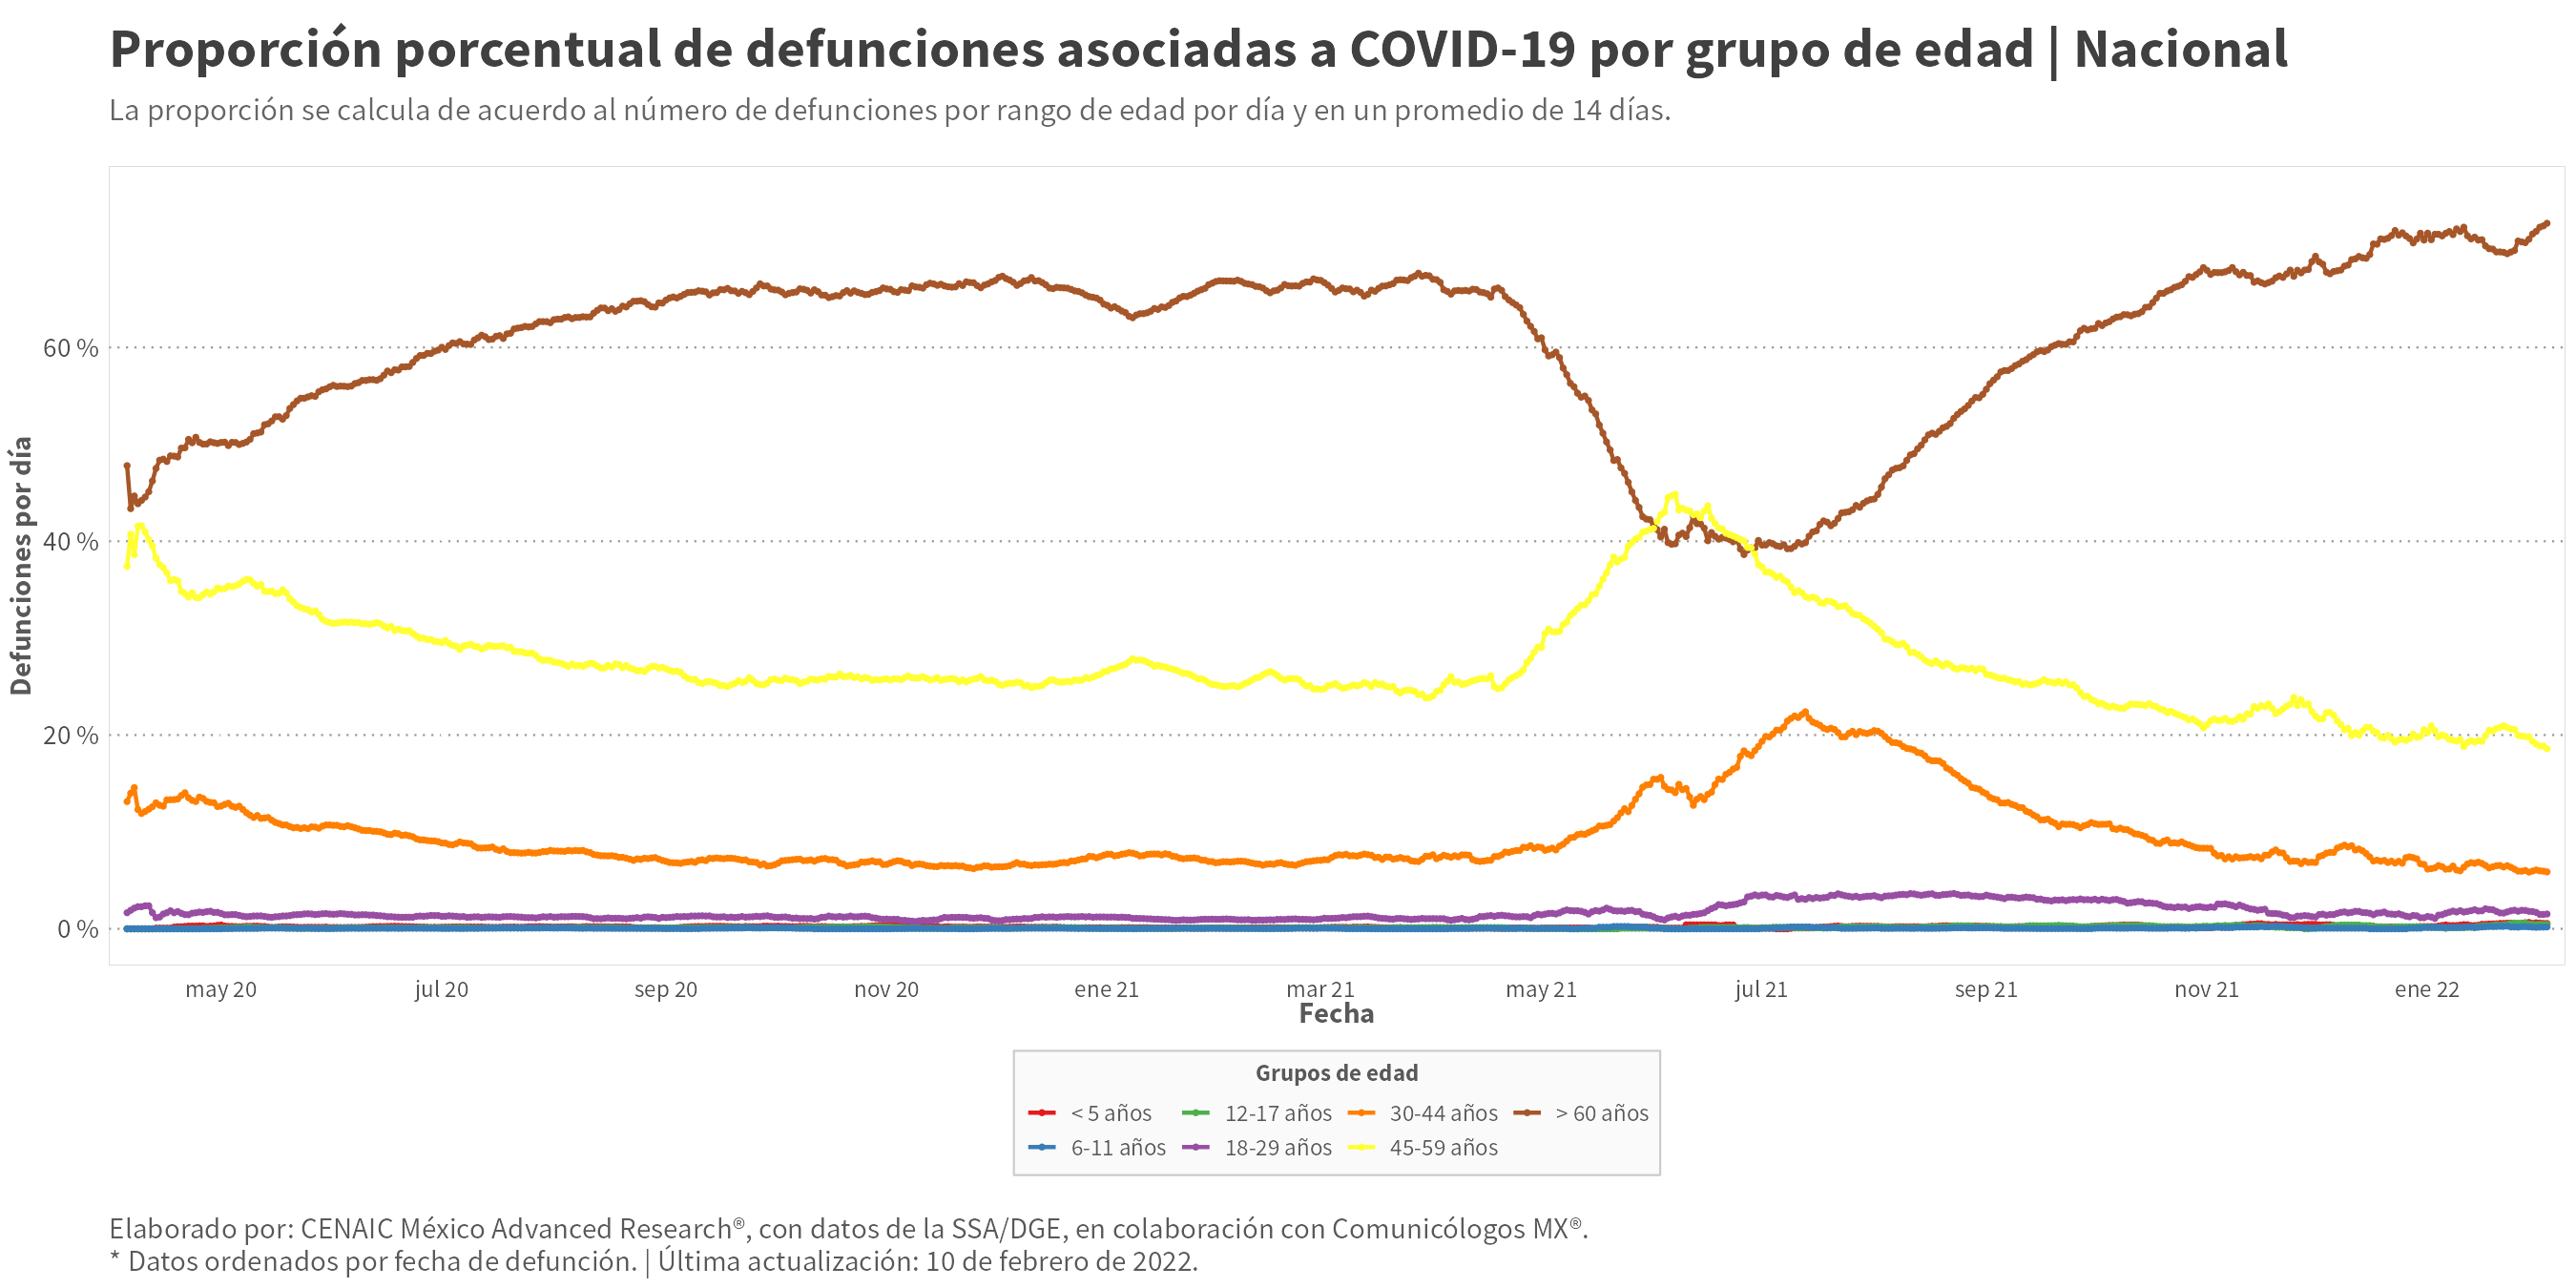 Proporción porcentual de defunciones asociadas a COVID-19 por grupo de edad | Nacional
La proporción se calcula de acuerdo al número de defunciones por rango de edad por día y en un promedio de 14 días.
Defunciones por día
60 %
40 %
20 %
0 %
may 20 jul 20 sep 20 nov 20 ene 21 mar 21 may 21 jul 21 sep 21 nov 21 ene 22
Fecha
Grupos de edad
< 5 años 12-17 años 30-44 años > 60 años
6-11 años 18-29 años 45-59 años
Elaborado por: CENAIC México Advanced Research®, con datos de la SSA/DGE, en colaboración con Comunicólogos MX®.
* Datos ordenados por fecha de defunción. | Última actualización: 10 de febrero de 2022.